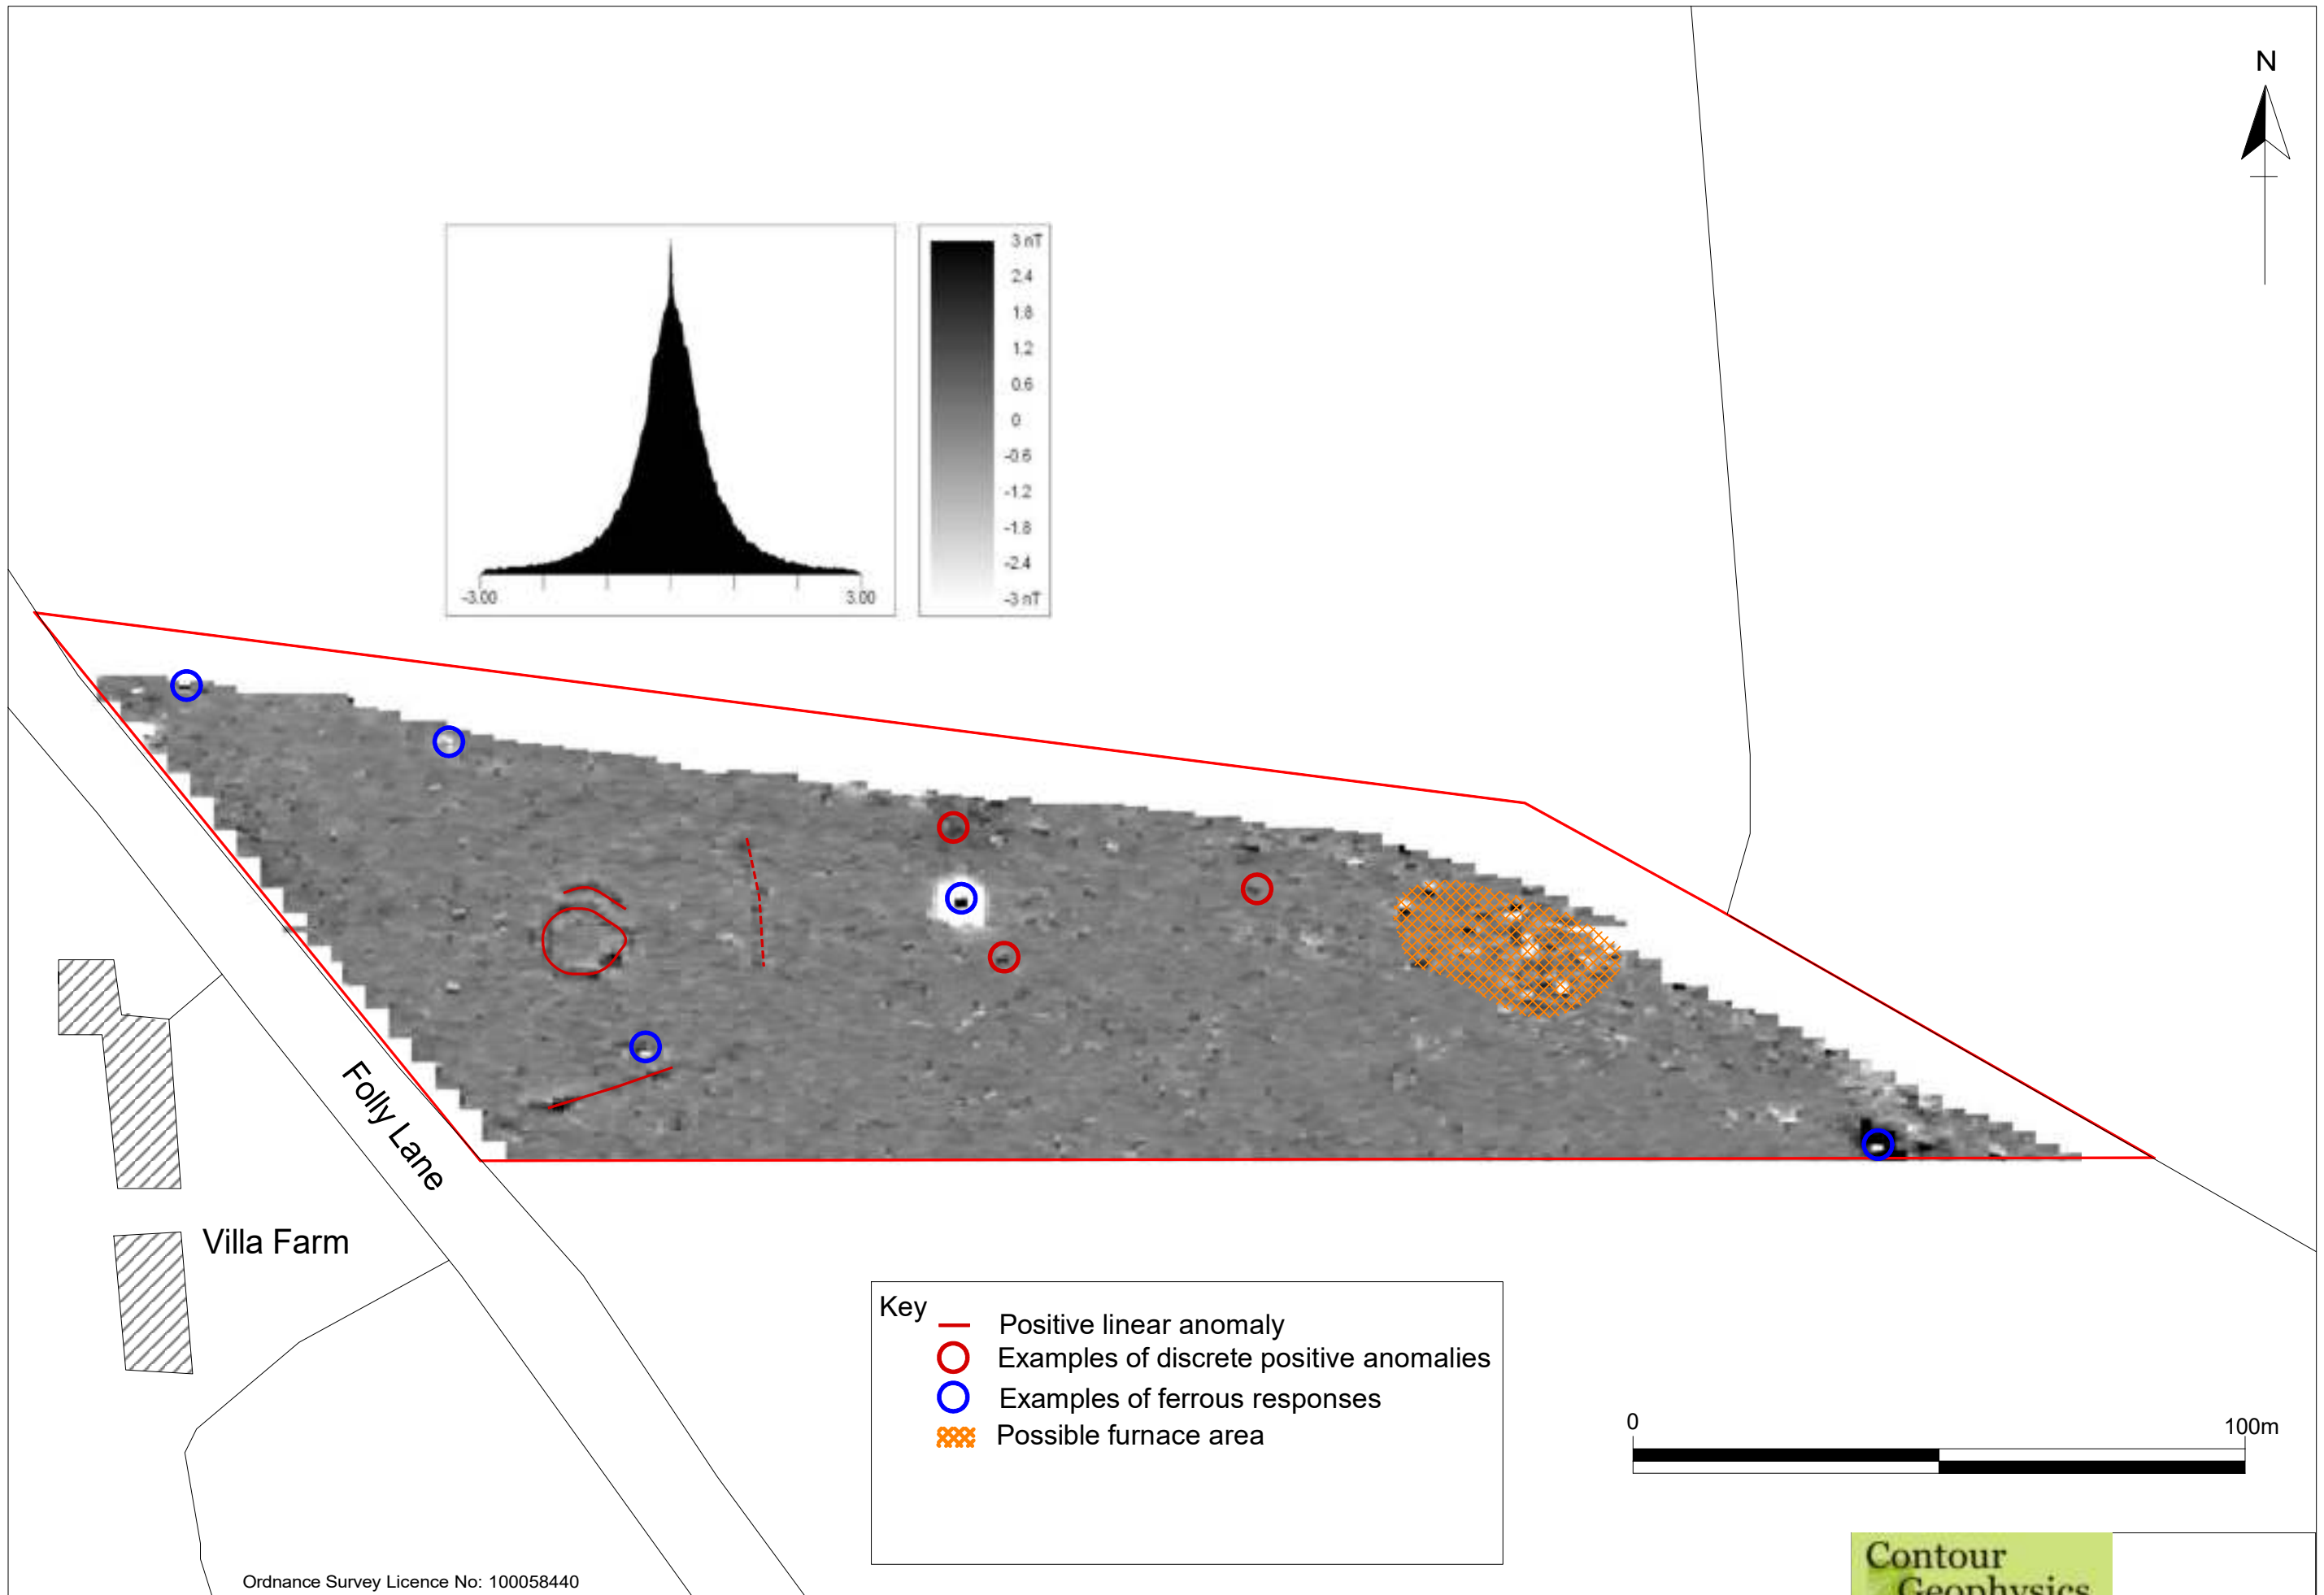 N
3 nT
2.4
1.8
1.2
0.6
0
-0.6
-1.2
-1.8
-2.4
-3 nT
-3.00
3.00
Folly Lane
Villa Farm
Key
Positive linear anomaly
Examples of discrete positive anomalies
Examples of ferrous responses
Possible furnace area
0
100m
Ordnance Survey Licence No: 100058440
Contour
Geophysics